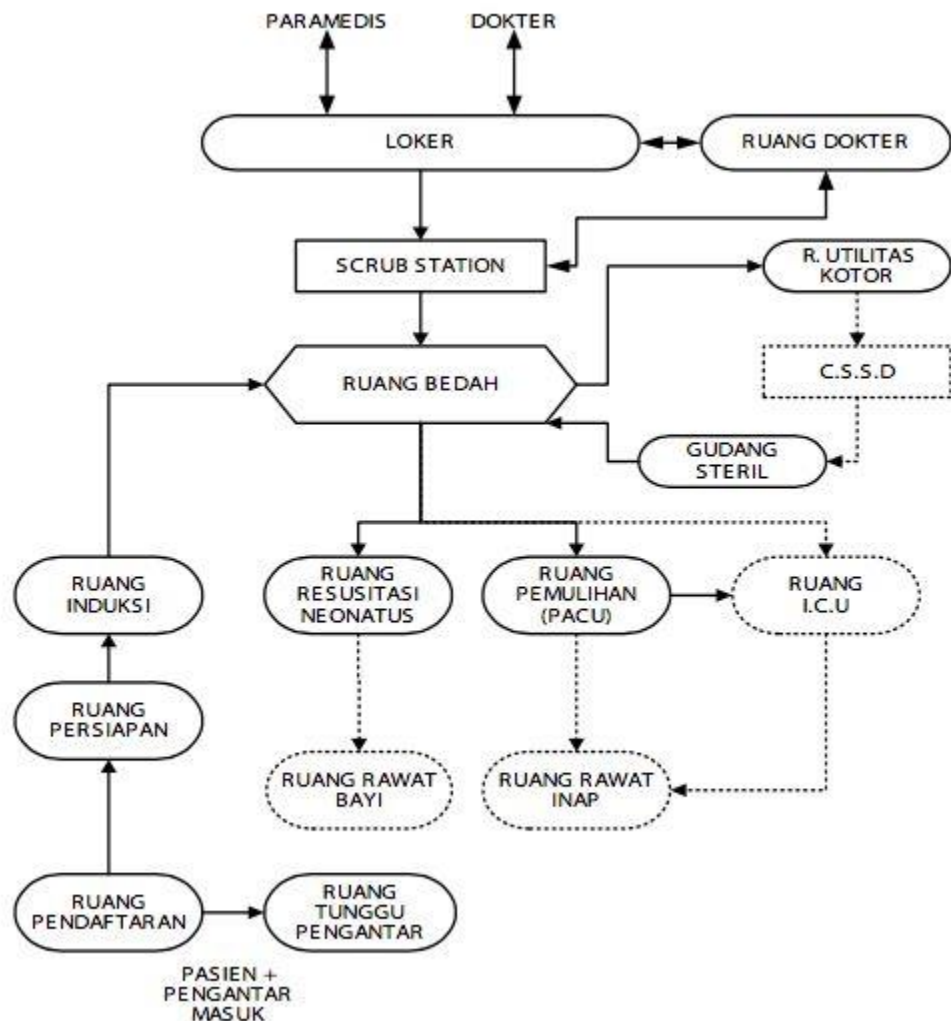 PARAMEDIS
DOKTER
LOKER
RUANG DOKTER
SCRUB STATION
R. UTILITAS
KOTOR
RUANG BEDAH
C.S.S.D
GUDANG
STERIL
RUANG
INDUKSI
RUANG
RESUSITASI
NEONATUS
RUANG
PEMULIHAN
(PACU)
RUANG
I.C.U
RUANG
PERSIAPAN
RUANG RAWAT
BAYI
RUANG RAWAT
INAP
RUANG
PENDAFTARAN
RUANG
TUNGGU
PENGANTAR
PASIEN +
PENGANTAR
MASUK